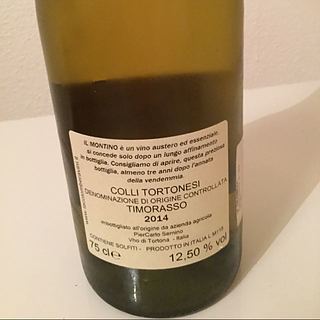 IL MONTINO è un vino austero ed essenziale,
si concede solo dopo un lungo affinamento
in bottiglia. Consigliamo di aprire, questa preziosa
bottiglia, almeno tre anni dopo l'annata
della vendemmia.
COLLI TORTONESI
DENOMINAZIONE DI ORIGINE CONTROLLATA
TIMORASSO
2014
imbottigliato all'origine da azienda agricola
PierCarlo Semino
Vho di Tortona - Italia
CONTIENE SOLFITI - PRODOTTO IN ITALIA L M115
75 cl e 12,50 % vol